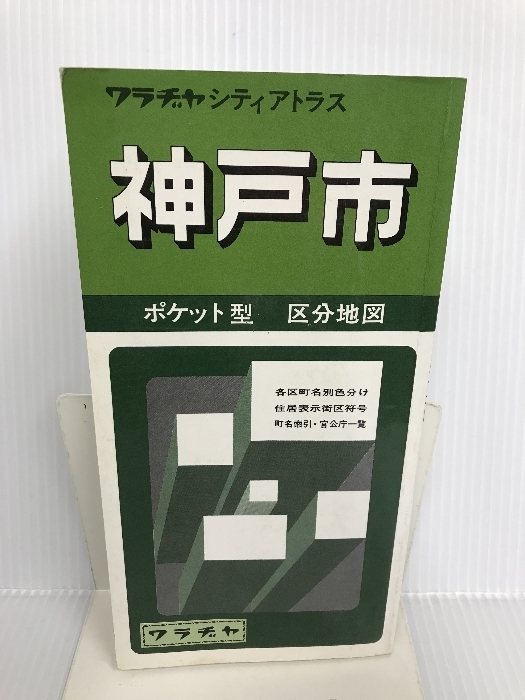 ワラヂヤシティアトラス
神戸市
ポケット型 区分地図
各区町名別色分け
住居表示街区符号
町名索引・官公庁一覧
ワラヂヤ